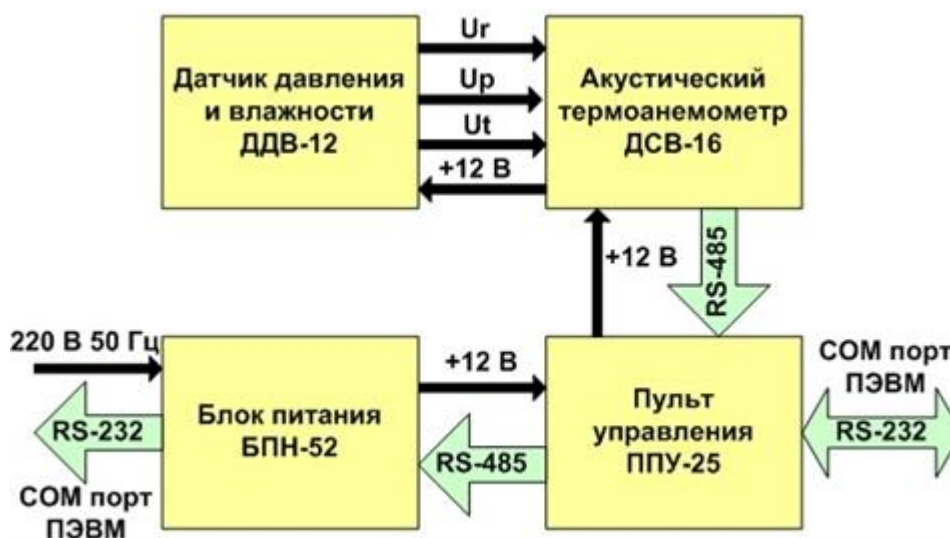 Датчик давления
и влажности
ДДВ-12
Ur
Up
Ut
+12 В
Акустический
термоанемометр
ДСВ-16
+12 В
RS-485
220 В 50 Гц
RS-232
COM порт
ПЭВМ
Блок питания
БПН-52
+12 В
RS-485
Пульт
управления
ППУ-25
COM порт
ПЭВМ
RS-232